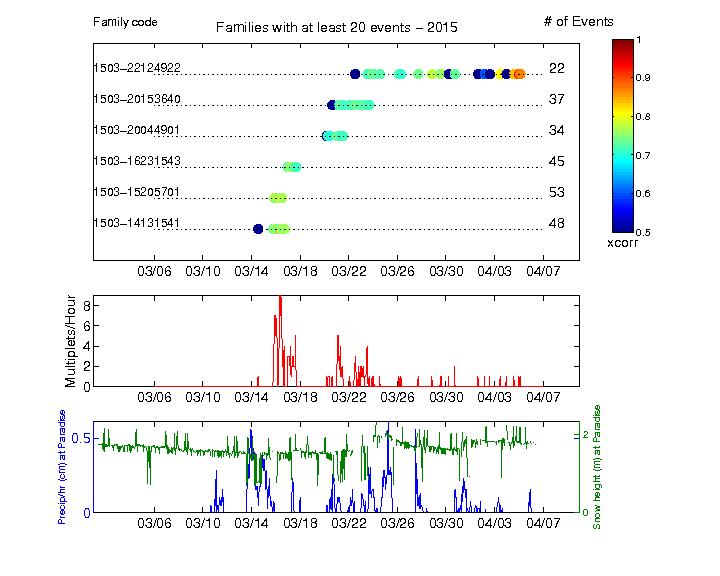 Family code
Families with at least 20 events – 2015
# of Events
1503–22124922 22
1503–20153640 37
1503–20044901 34
1503–16231543 45
1503–15205701 53
1503–14131541 48
1
0.9
0.8
0.7
0.6
0.5
xcorr
03/06 03/10 03/14 03/18 03/22 03/26 03/30 04/03 04/07
Multiplets/Hour
8
6
4
2
0
03/06 03/10 03/14 03/18 03/22 03/26 03/30 04/03 04/07
Precip/hr (cm) at Paradise
0.5
0
2
0
Snow height (m) at Paradise
03/06 03/10 03/14 03/18 03/22 03/26 03/30 04/03 04/07